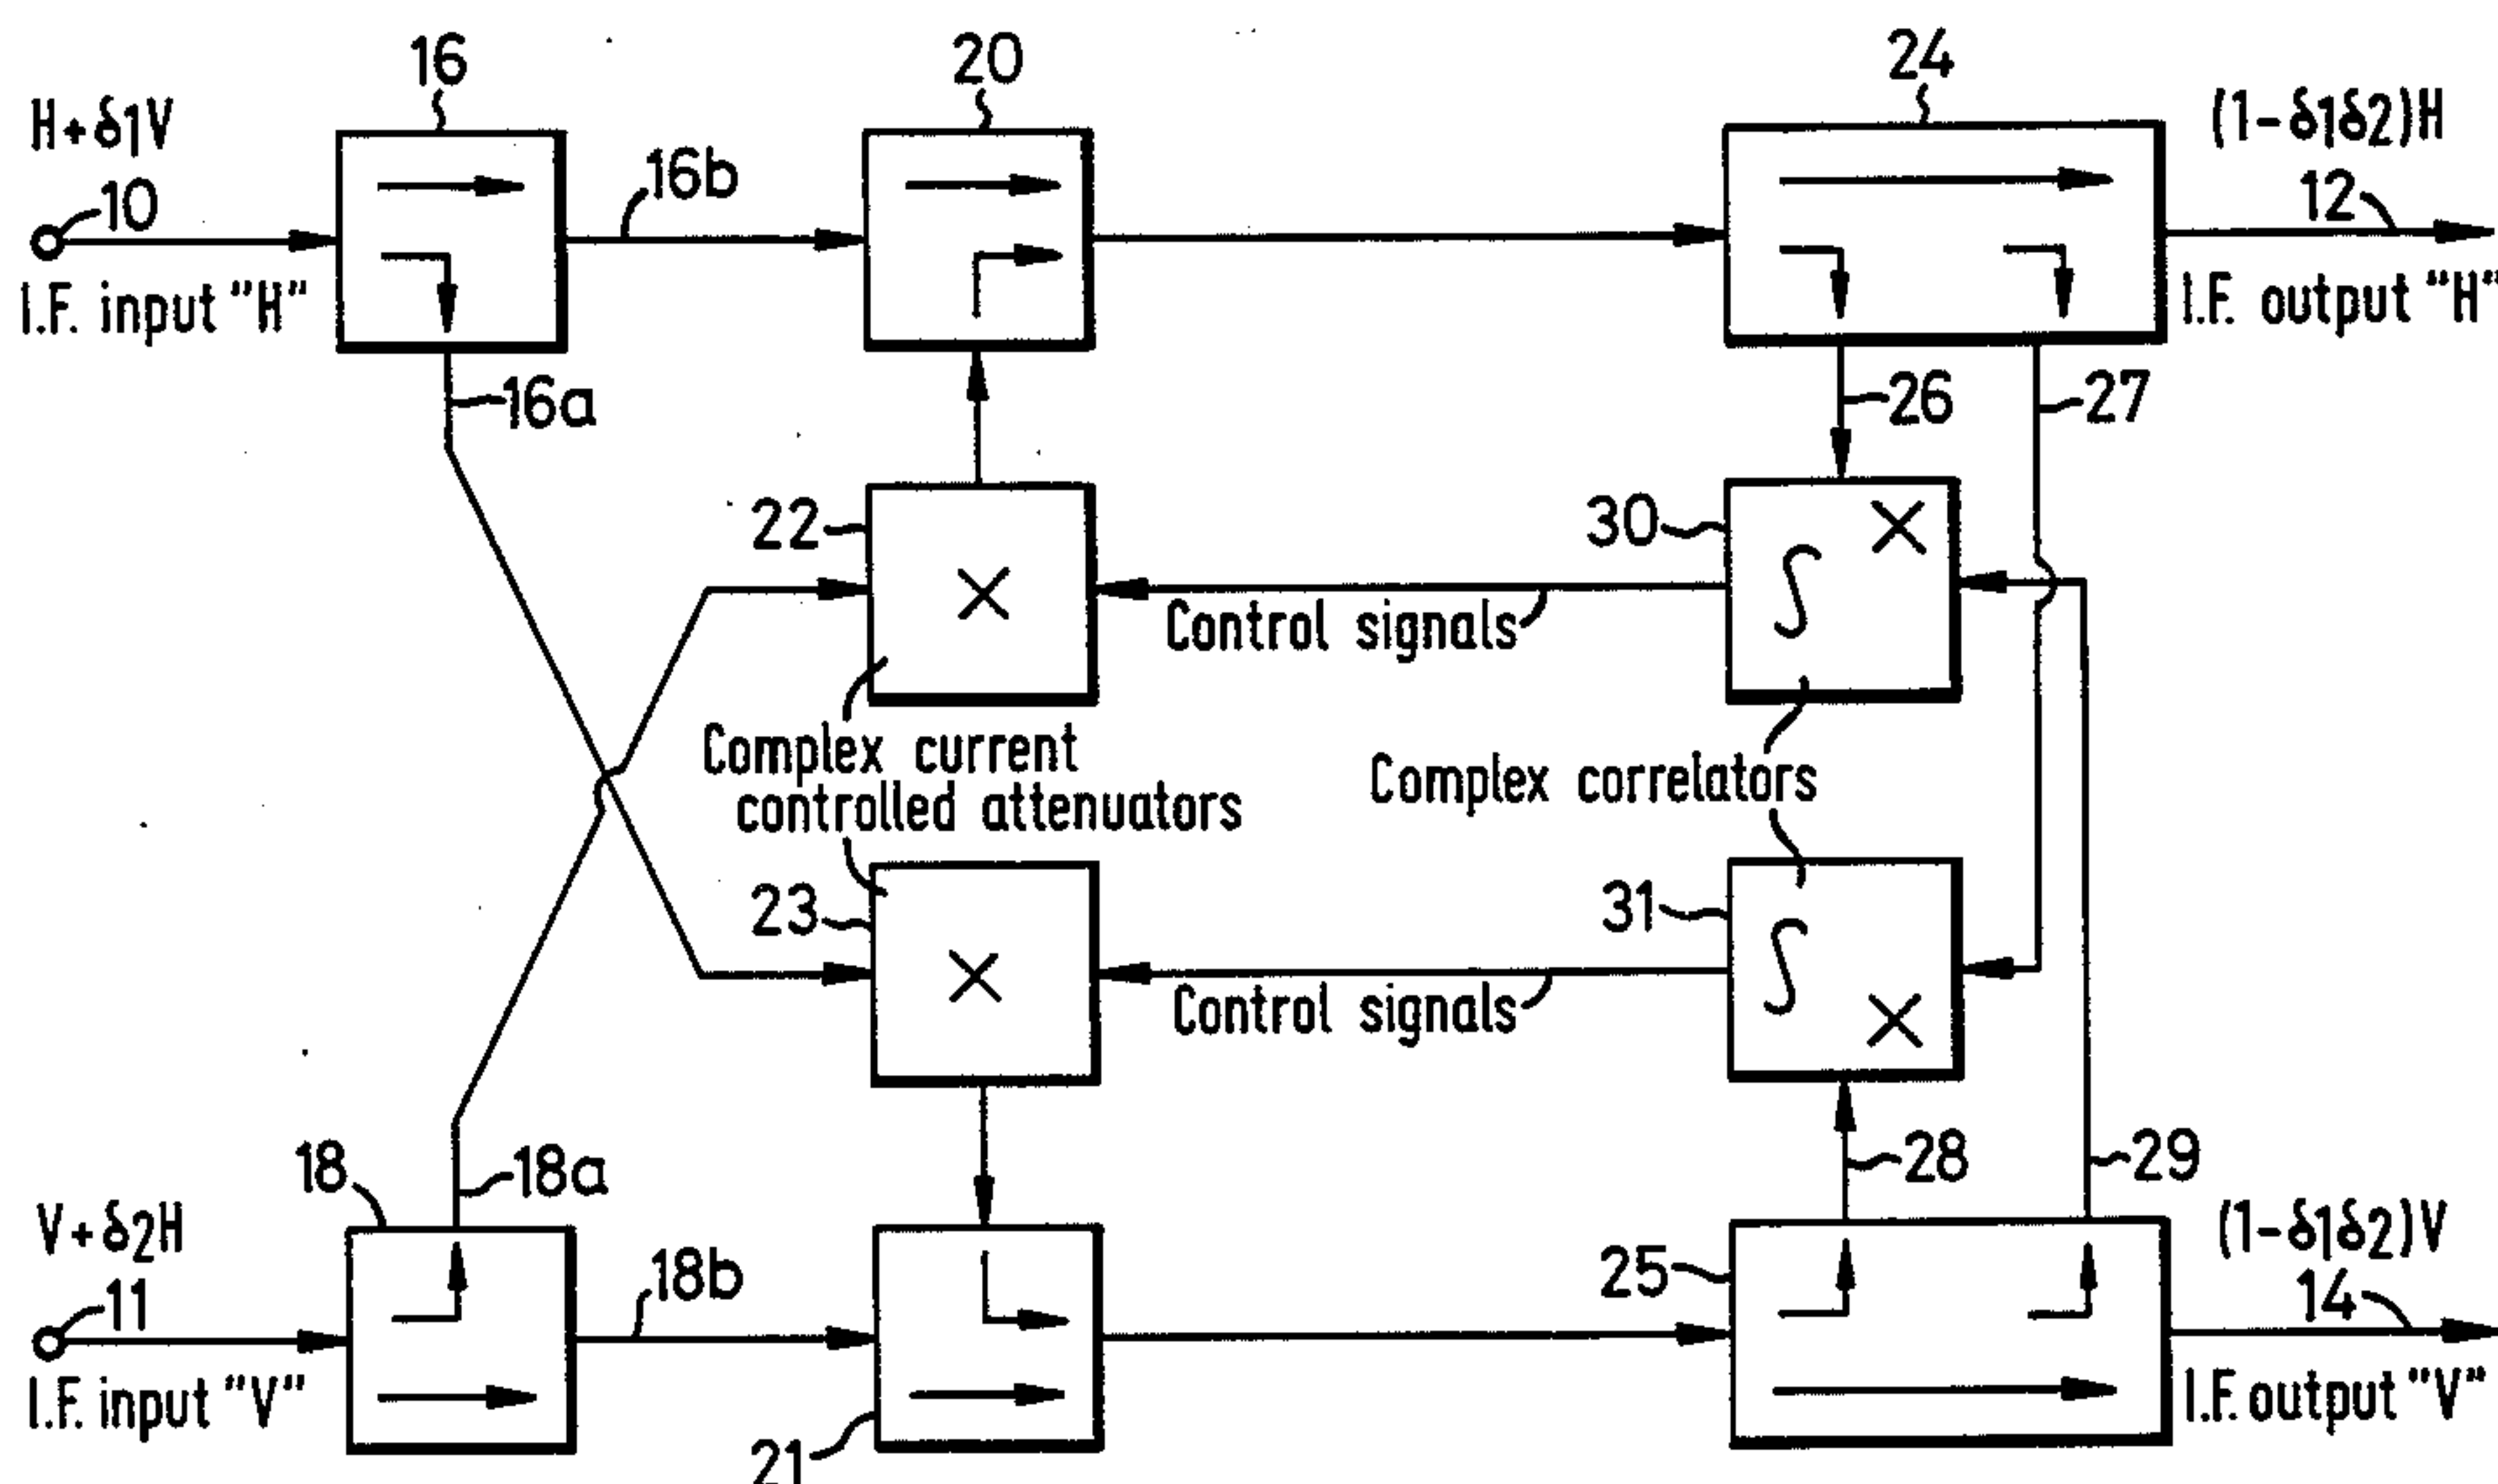 16
20
24
H+δ1V
(1-δ1δ2)H
10
16b
12
I.F. input "H"
I.F. output "H"
16a
26
27
22
30
Control signals
Complex current
controlled attenuators
Complex correlators
23
31
Control signals
18
18a
28
29
V+δ2H
(1-δ1δ2)V
11
18b
25
14
I.F. input "V"
I.F. output "V"
21